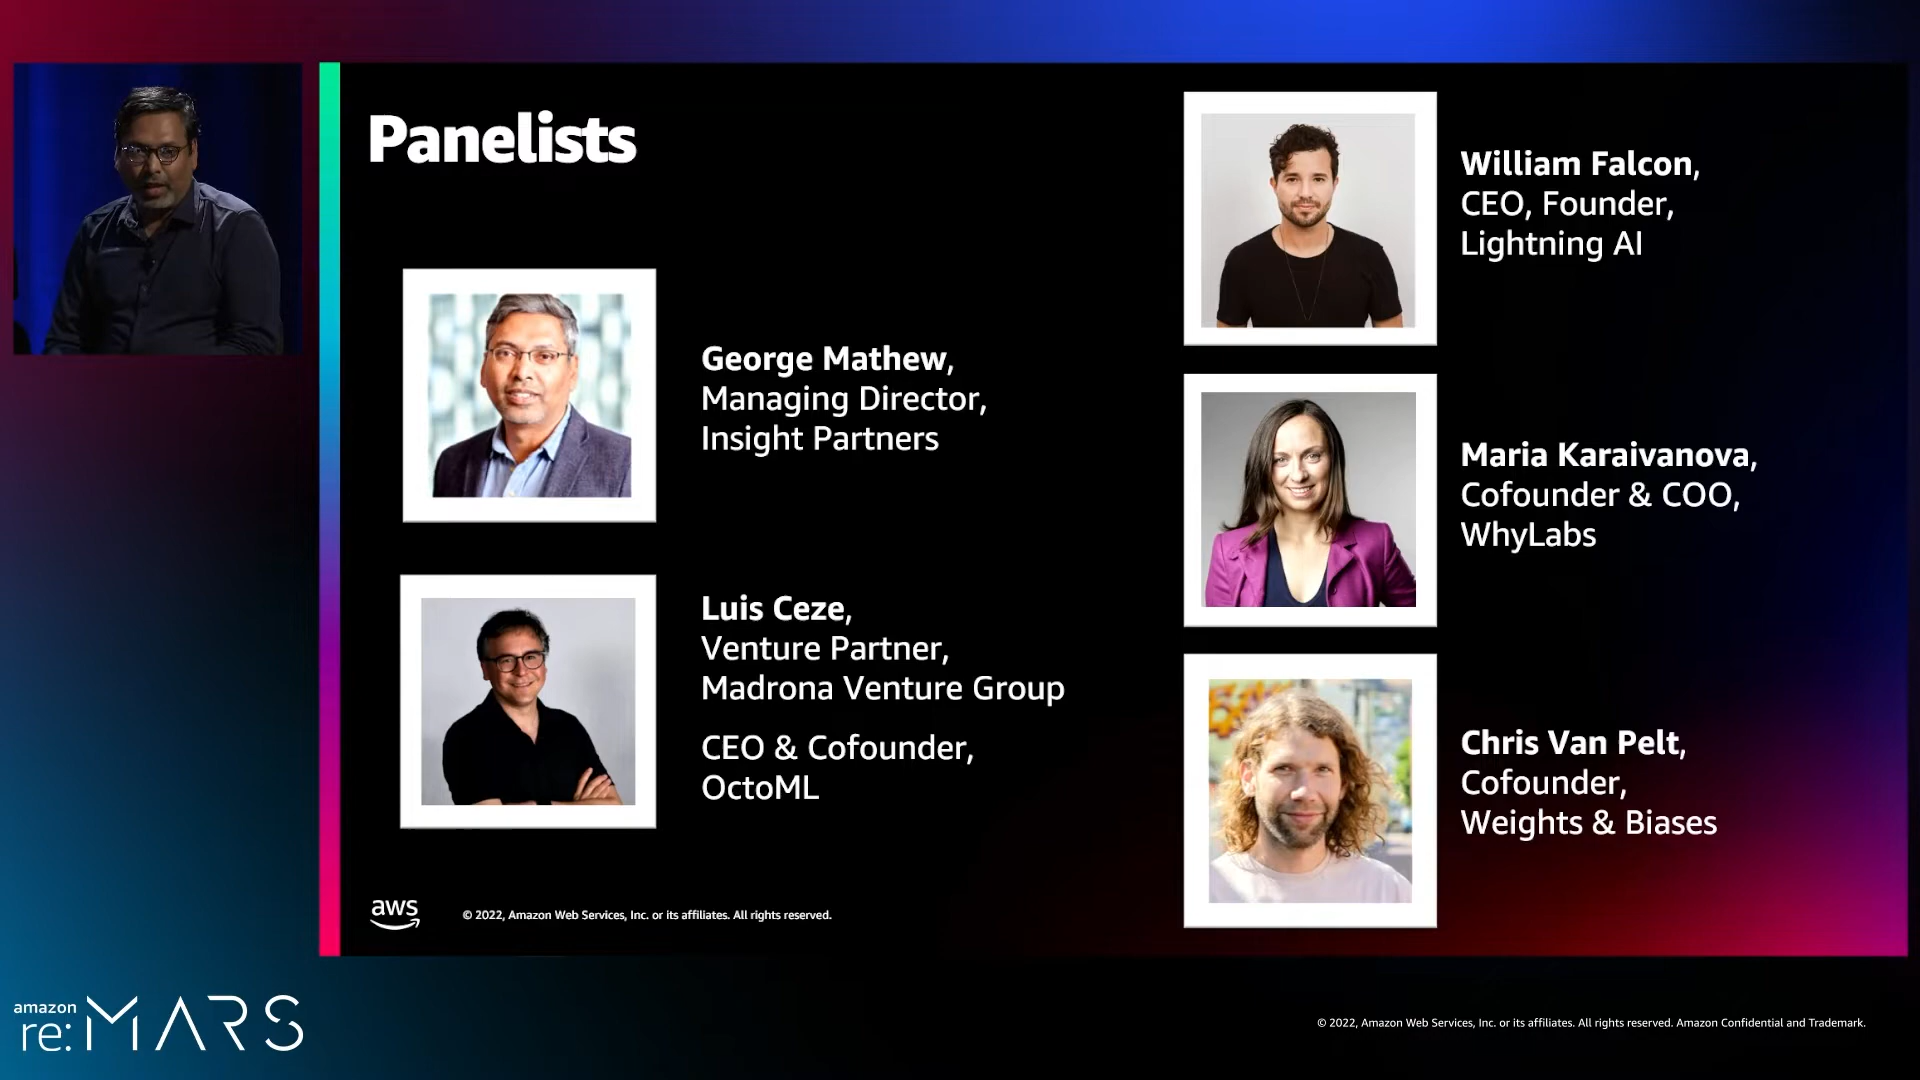 Panelists
George Mathew,
Managing Director,
Insight Partners
Luis Ceze,
Venture Partner,
Madrona Venture Group
CEO & Cofounder,
OctoML
William Falcon,
CEO, Founder,
Lightning AI
Maria Karaivanova,
Cofounder & COO,
WhyLabs
Chris Van Pelt,
Cofounder,
Weights & Biases
aws
© 2022, Amazon Web Services, Inc. or its affiliates. All rights reserved.
amazon
re:MARS
© 2022, Amazon Web Services, Inc. or its affiliates. All rights reserved. Amazon Confidential and Trademark.